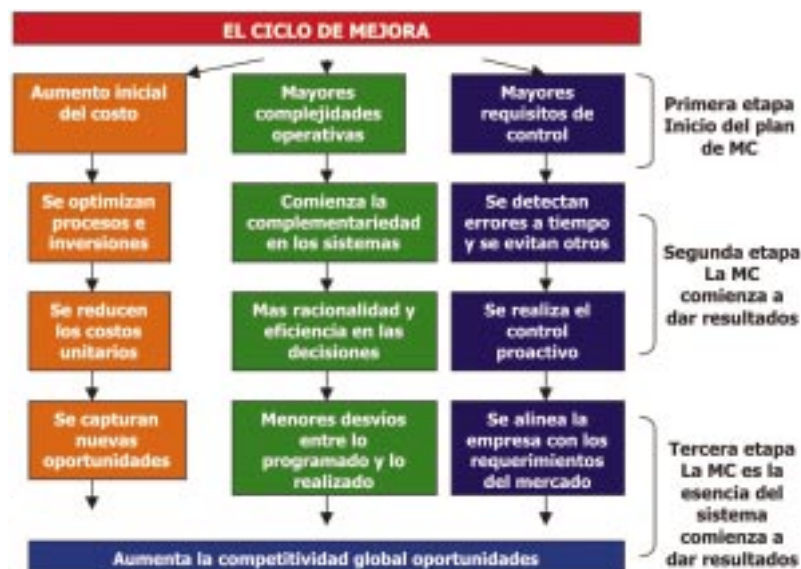 EL CICLO DE MEJORA
Aumento inicial
del costo
Mayores
complejidades
operativas
Mayores
requisitos de
control
Primera etapa
Inicio del plan
de MC
Se optimizan
procesos e
inversiones
Comienza la
complementariedad
en los sistemas
Se detectan
errores a tiempo
y se evitan otros
Segunda etapa
La MC
comienza a
dar resultados
Se reducen
los costos
unitarios
Mas racionalidad y
eficiencia en las
decisiones
Se realiza el
control
proactivo
Se capturan
nuevas
oportunidades
Menores desvíos
entre lo
programado y lo
realizado
Se alinea la
empresa con los
requerimientos
del mercado
Tercera etapa
La MC es la
esencia del
sistema
comienza a
dar resultados
Aumenta la competitividad global oportunidades